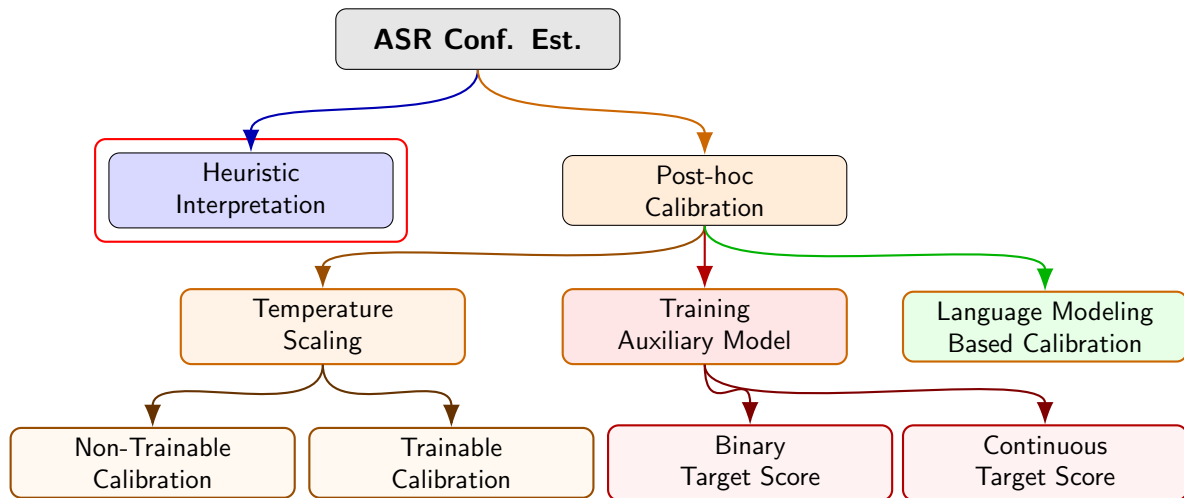 ASR Conf. Est.
Heuristic
Interpretation
Post-hoc
Calibration
Temperature
Scaling
Training
Auxiliary Model
Language Modeling
Based Calibration
Non-Trainable
Calibration
Trainable
Calibration
Binary
Target Score
Continuous
Target Score